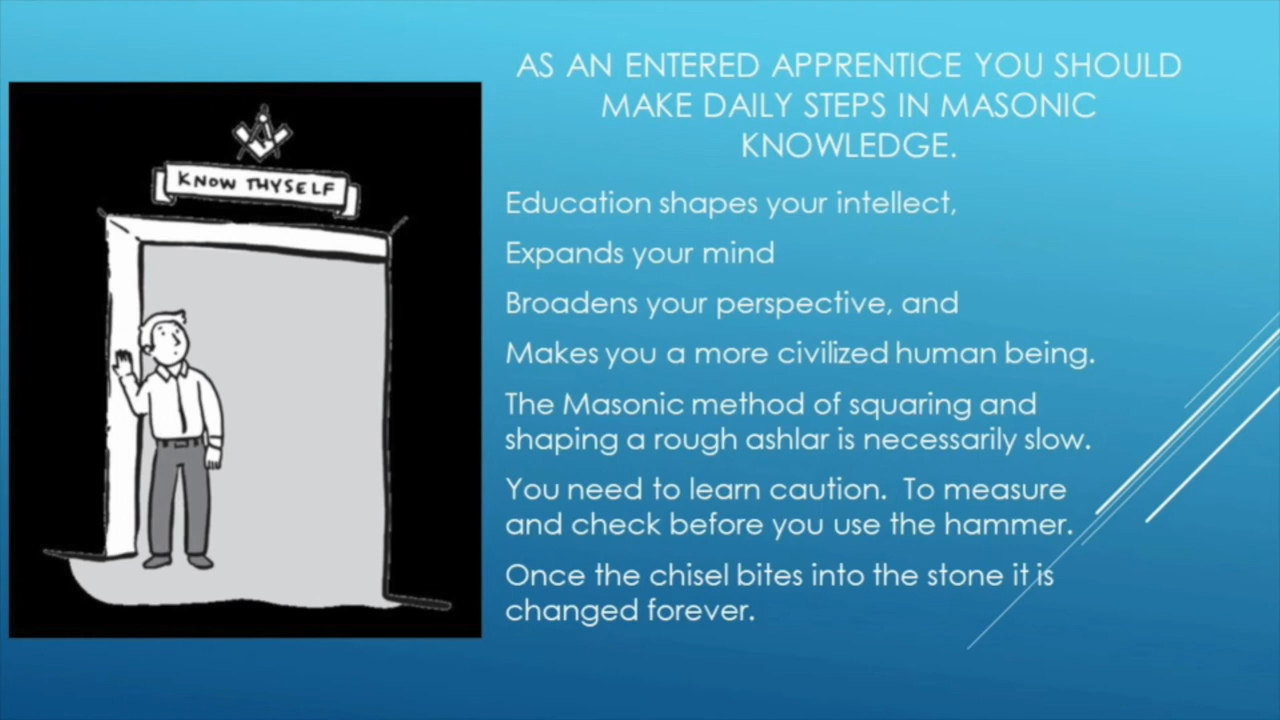 KNOW THYSELF
AS AN ENTERED APPRENTICE YOU SHOULD
MAKE DAILY STEPS IN MASONIC
KNOWLEDGE.
Education shapes your intellect,
Expands your mind
Broadens your perspective, and
Makes you a more civilized human being.
The Masonic method of squaring and
shaping a rough ashlar is necessarily slow.
You need to learn caution.  To measure
and check before you use the hammer.
Once the chisel bites into the stone it is
changed forever.